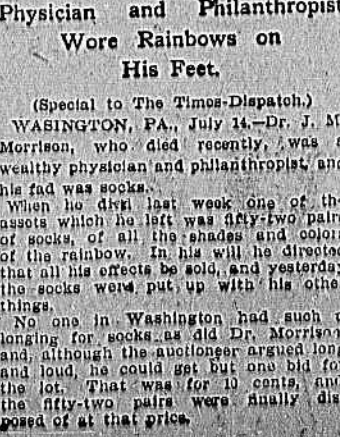 Physician and Philanthropist
Wore Rainbows on
His Feet.
(Special to The Times-Dispatch.)
WASINGTON, PA., July 14.—Dr. J. M
Morrison, who died recently, was a
wealthy physician and philanthropist, and
his fad was socks.
When he divd last week one of the
assets which he left was fifty-two pairs
of socks, of all the shades and colors
of the rainbow. In his will he directed
that all his effects be sold, and yesterday
the socks were put up with his other
things.
No one in Washington had such a
longing for socks as did Dr. Morrison
and, although the auctioneer argued long
and loud, he could get but one bid for
the lot. That was for 10 cents, and
the fifty-two pairs were finally dis-
posed of at that price.